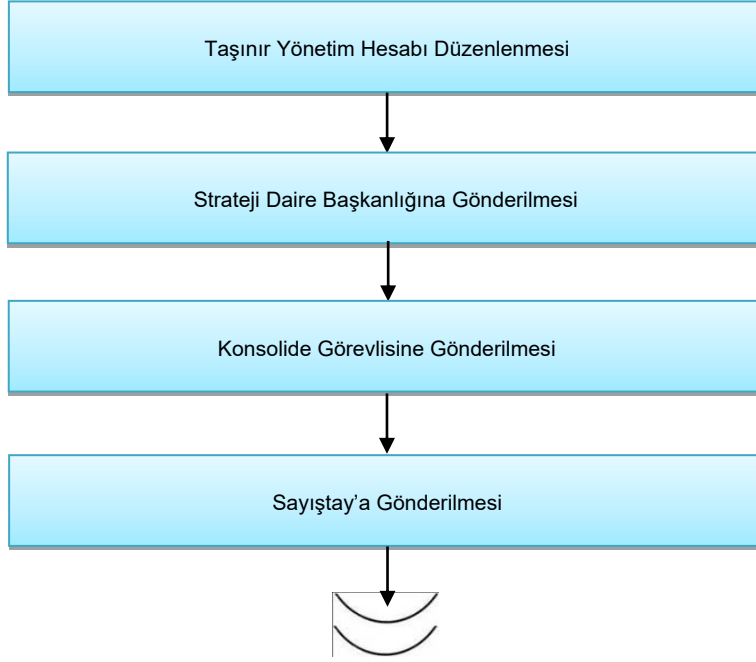 Taşınır Yönetim Hesabı Düzenlenmesi
Strateji Daire Başkanlığına Gönderilmesi
Konsolide Görevlisine Gönderilmesi
Sayıştay’a Gönderilmesi